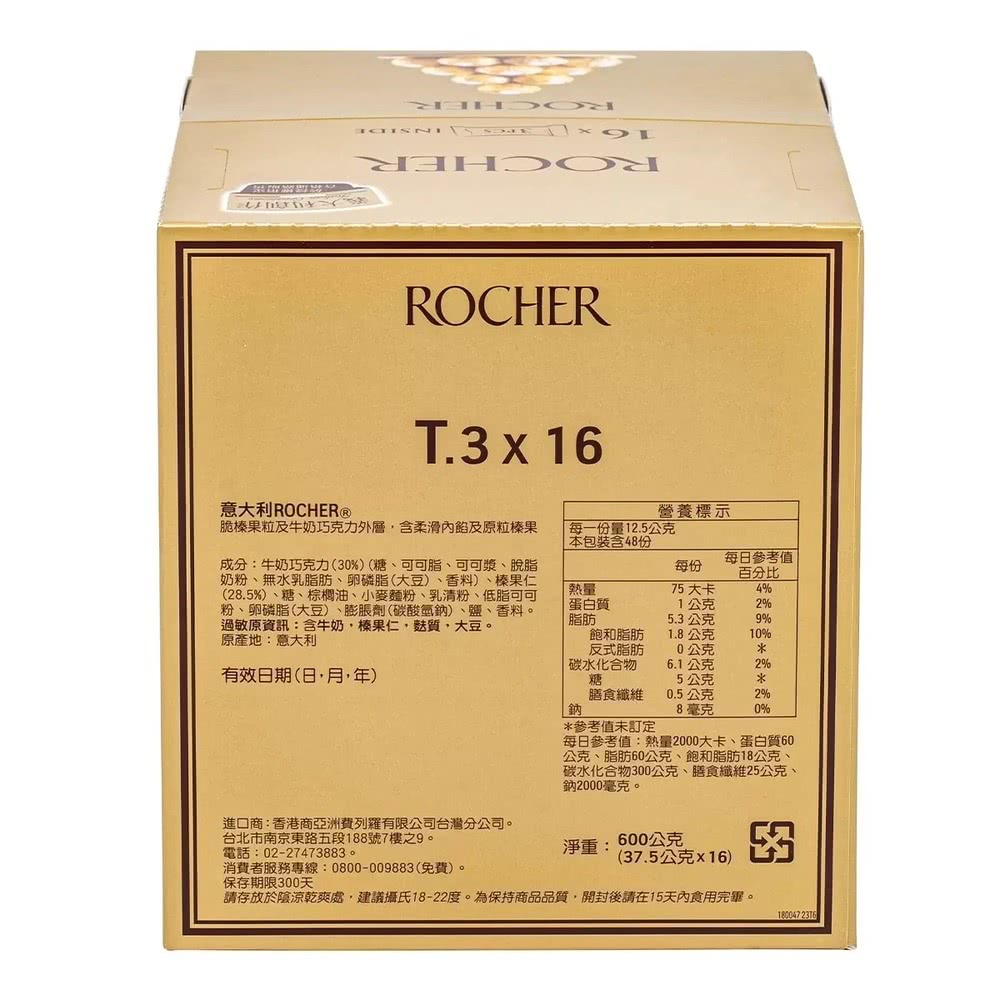 ROCHER
16 x 3PCS INSIDE
ROCHER
義大利創作
ROCHER
T.3 x 16
意大利ROCHER®
脆榛果粒及牛奶巧克力外層，含柔滑內餡及原粒榛果
成分：牛奶巧克力(30%)(糖、可可脂、可可漿、脫脂
奶粉、無水乳脂肪、卵磷脂(大豆)、香料)、榛果仁
(28.5%)、糖、棕櫚油、小麥麵粉、乳清粉、低脂可可
粉、卵磷脂(大豆)、膨脹劑(碳酸氫鈉)、鹽、香料。
過敏原資訊：含牛奶，榛果仁，麩質，大豆。
原產地：意大利
有效日期(日，月，年)
營養標示
每一份量12.5公克
本包裝含48份
每份 每日參考值百分比
熱量 75 大卡 4%
蛋白質 1 公克 2%
脂肪 5.3 公克 9%
飽和脂肪 1.8 公克 10%
反式脂肪 0 公克 *
碳水化合物 6.1 公克 2%
糖 5 公克 *
膳食纖維 0.5 公克 2%
鈉 8 毫克 0%
*參考值未訂定
每日參考值：熱量2000大卡、蛋白質60
公克、脂肪60公克、飽和脂肪18公克、
碳水化合物300公克、膳食纖維25公克、
鈉2000毫克。
進口商：香港商亞洲費列羅有限公司台灣分公司。
台北市南京東路五段188號7樓之9。
電話：02-27473883。
消費者服務專線：0800-009883(免費)。
保存期限300天
請存放於陰涼乾爽處，建議攝氏18-22度。為保持商品品質，開封後請在15天內食用完畢。
淨重：600公克
(37.5公克x16)
180047 23T6